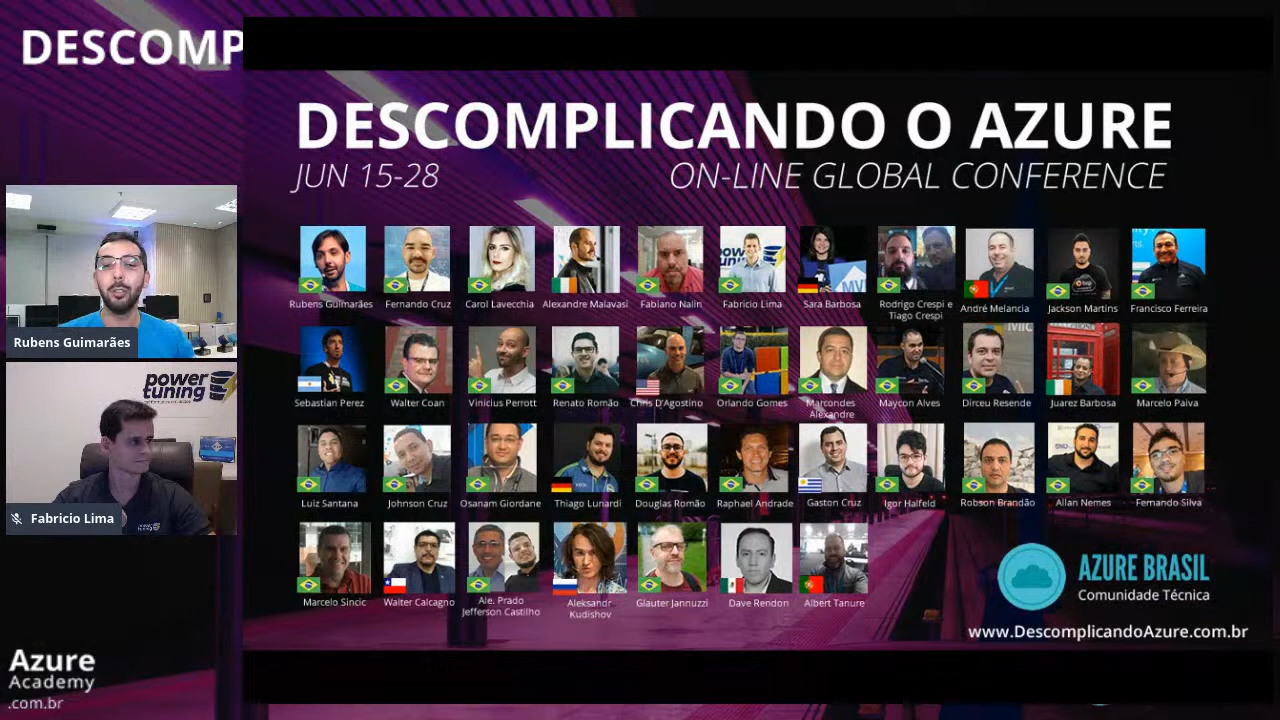 DESCOMP
DESCOMPLICANDO O AZURE
JUN 15-28
ON-LINE GLOBAL CONFERENCE
Rubens Guimarães
Fernando Cruz
Carol Lavecchia
Alexandre Malavasi
Fabiano Nalin
Fabricio Lima
Sara Barbosa
Rodrigo Crespi e
Tiago Crespi
André Melancia
Jackson Martins
Francisco Ferreira
Sebastian Perez
Walter Coan
Vinicius Perrott
Renato Romão
Chris D'Agostino
Orlando Gomes
Marcondes
Alexandre
Maycon Alves
Dirceu Resende
Juarez Barbosa
Marcelo Paiva
Luiz Santana
Johnson Cruz
Osanam Giordane
Thiago Lunardi
Douglas Romão
Raphael Andrade
Gaston Cruz
Igor Halfeld
Robson Brandão
Allan Nemes
Fernando Silva
Marcelo Sincic
Walter Calcagno
Ale. Prado
Jefferson Castilho
Aleksandr
Kudishov
Glauter Jannuzzi
Dave Rendon
Albert Tanure
AZURE BRASIL
Comunidade Técnica
www.DescomplicandoAzure.com.br
Rubens Guimarães
power
tuning
Fabricio Lima
Azure
Academy
.com.br